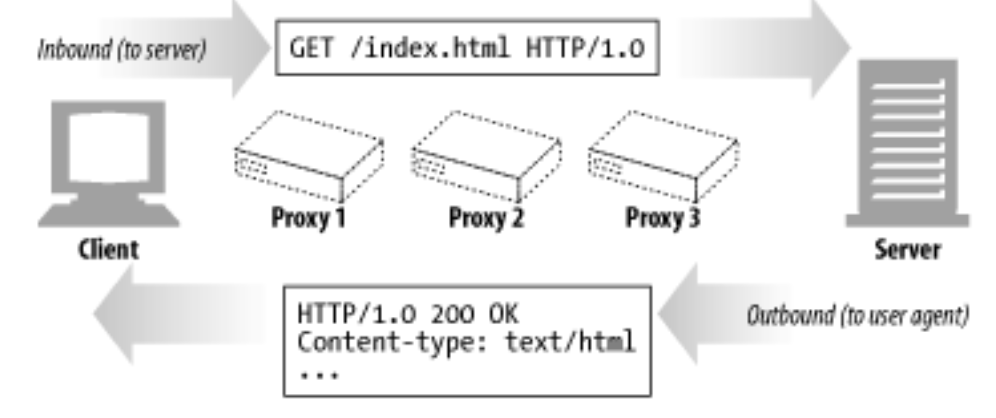 Inbound (to server)
GET /index.html HTTP/1.0
Proxy 1
Proxy 2
Proxy 3
Client
Server
HTTP/1.0 200 OK
Content-type: text/html
...
Outbound (to user agent)